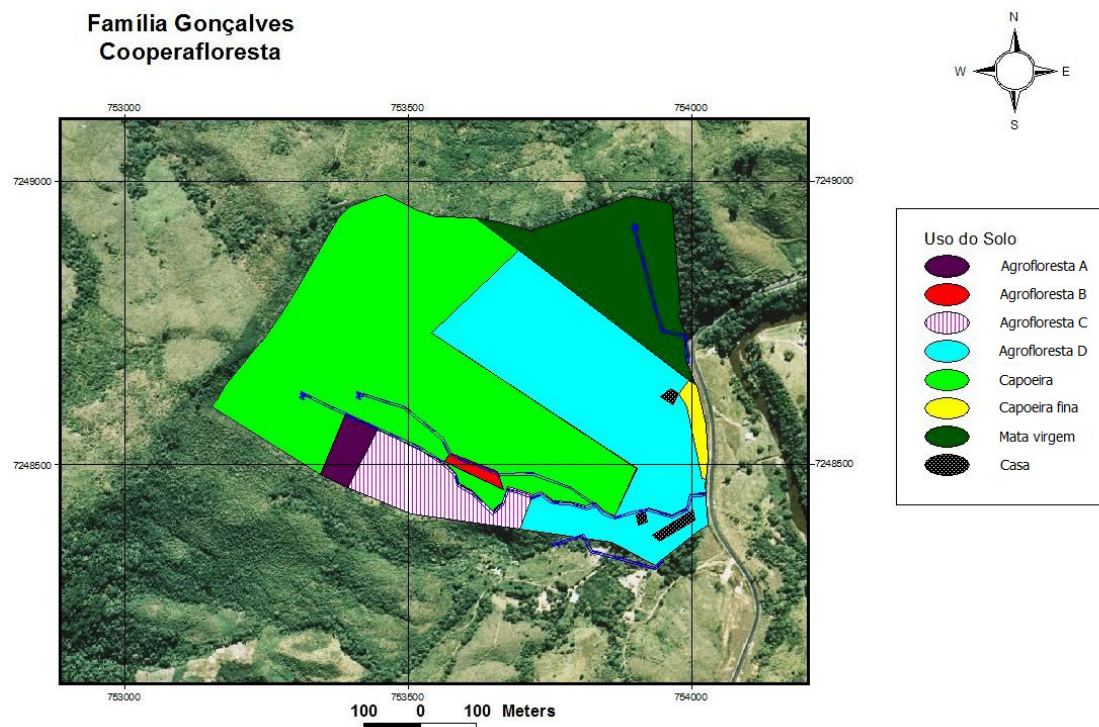 Família Gonçalves
Cooperafloresta
N
W E
S
753000 753500 754000
7249000 7249000
Uso do Solo
Agrofloresta A
Agrofloresta B
Agrofloresta C
Agrofloresta D
Capoeira
Capoeira fina
Mata virgem
Casa
7248500 7248500
753000 753500 754000
100 0 100 Meters